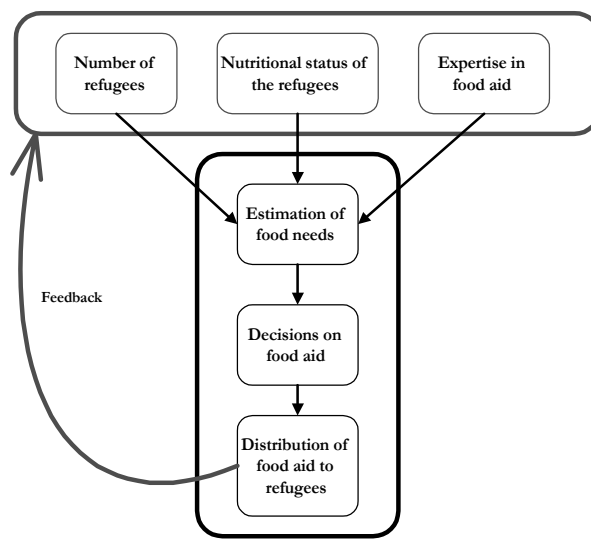 Number of
refugees
Nutritional status of
the refugees
Expertise in
food aid
Estimation of
food needs
Feedback
Decisions on
food aid
Distribution of
food aid to
refugees